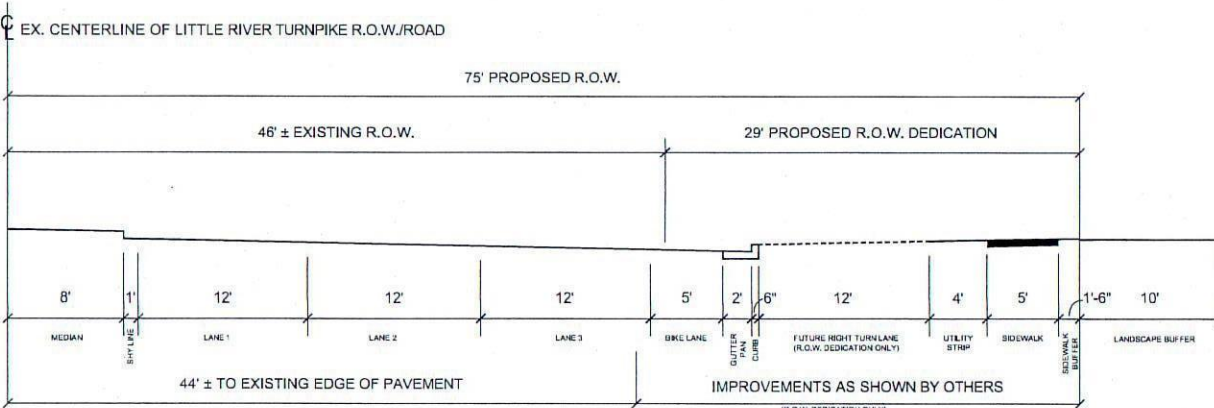 ℄ EX. CENTERLINE OF LITTLE RIVER TURNPIKE R.O.W./ROAD
75' PROPOSED R.O.W.
46' ± EXISTING R.O.W.
29' PROPOSED R.O.W. DEDICATION
8'
1'
12'
12'
12'
5'
2'
6"
12'
4'
5'
1'-6"
10'
MEDIAN
SHY LINE
LANE 1
LANE 2
LANE 3
BIKE LANE
GUTTER
PAN
CURB
FUTURE RIGHT TURN LANE
(R.O.W. DEDICATION ONLY)
UTILITY
STRIP
SIDEWALK
SIDEWALK
BUFFER
LANDSCAPE BUFFER
44' ± TO EXISTING EDGE OF PAVEMENT
IMPROVEMENTS AS SHOWN BY OTHERS